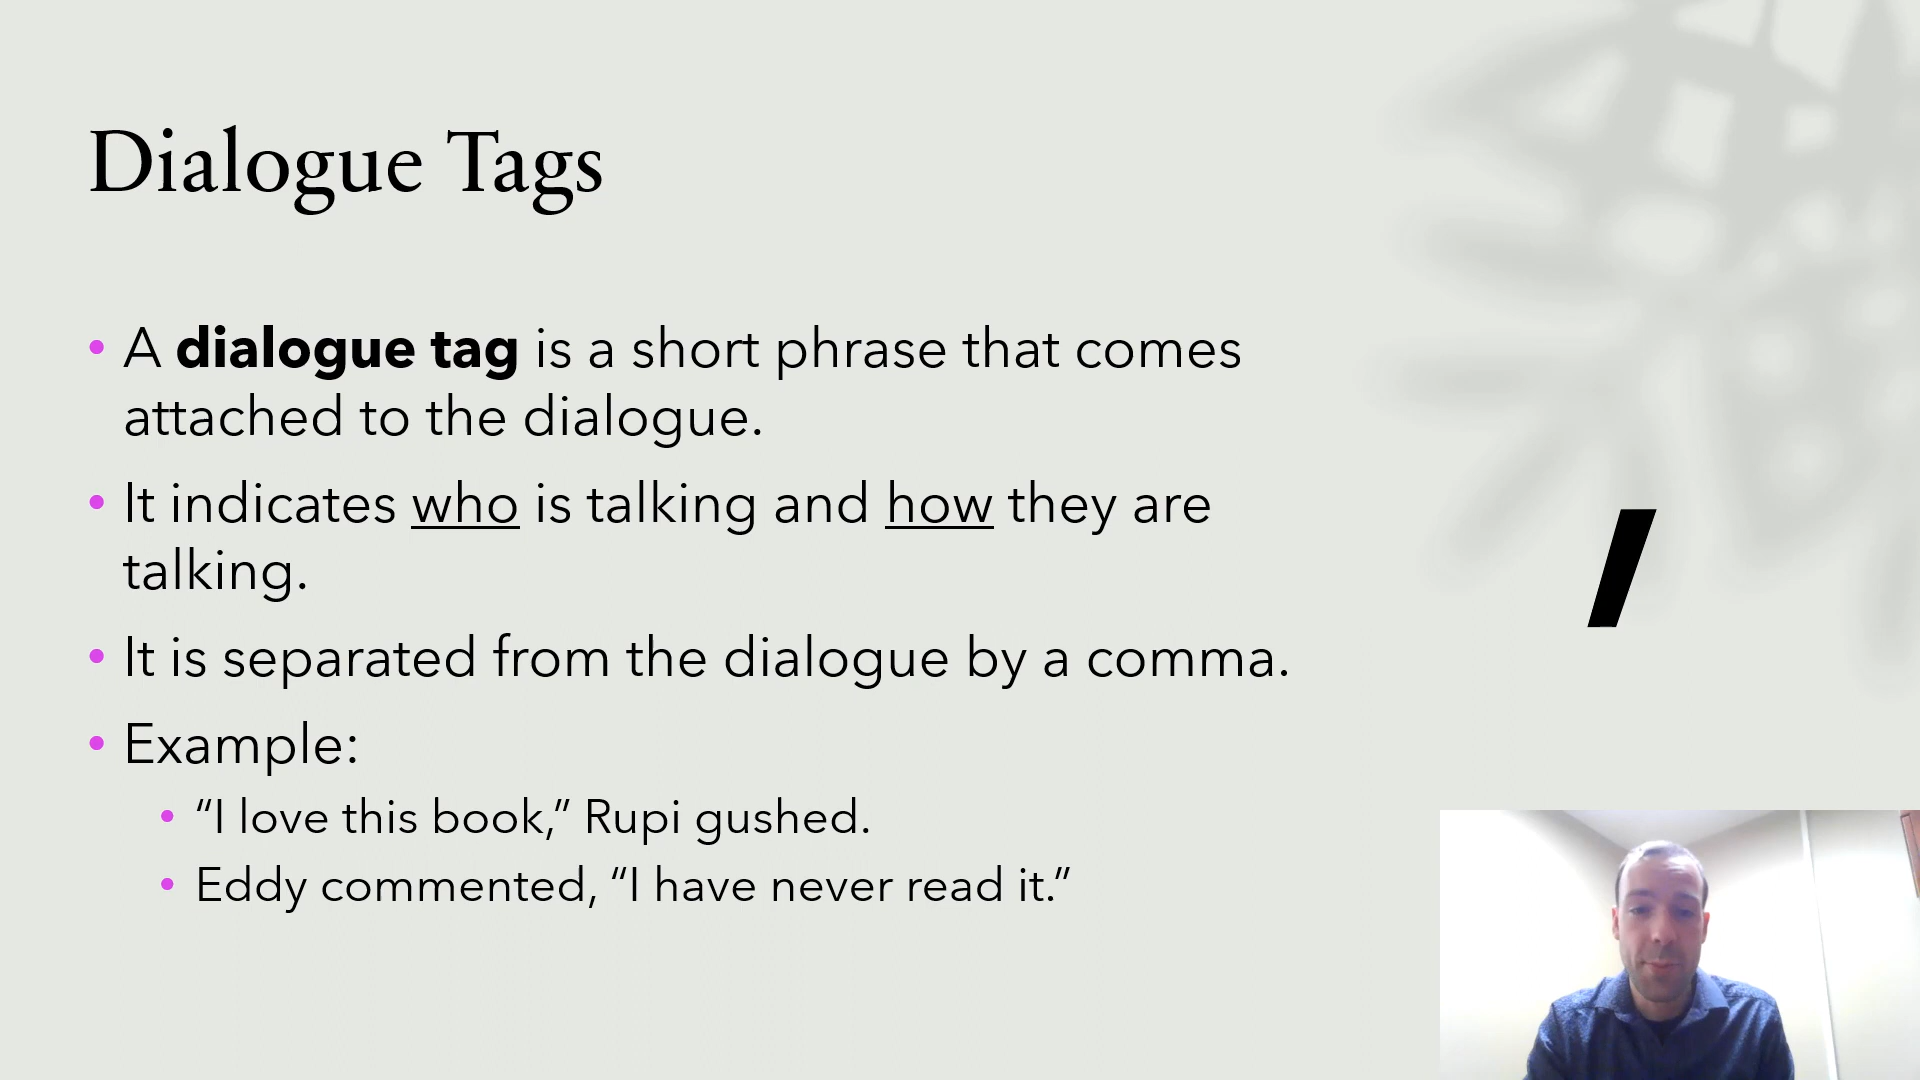 Dialogue Tags
• A dialogue tag is a short phrase that comes
attached to the dialogue.
• It indicates who is talking and how they are
talking.
• It is separated from the dialogue by a comma.
• Example:
• “I love this book,” Rupi gushed.
• Eddy commented, “I have never read it.”
,